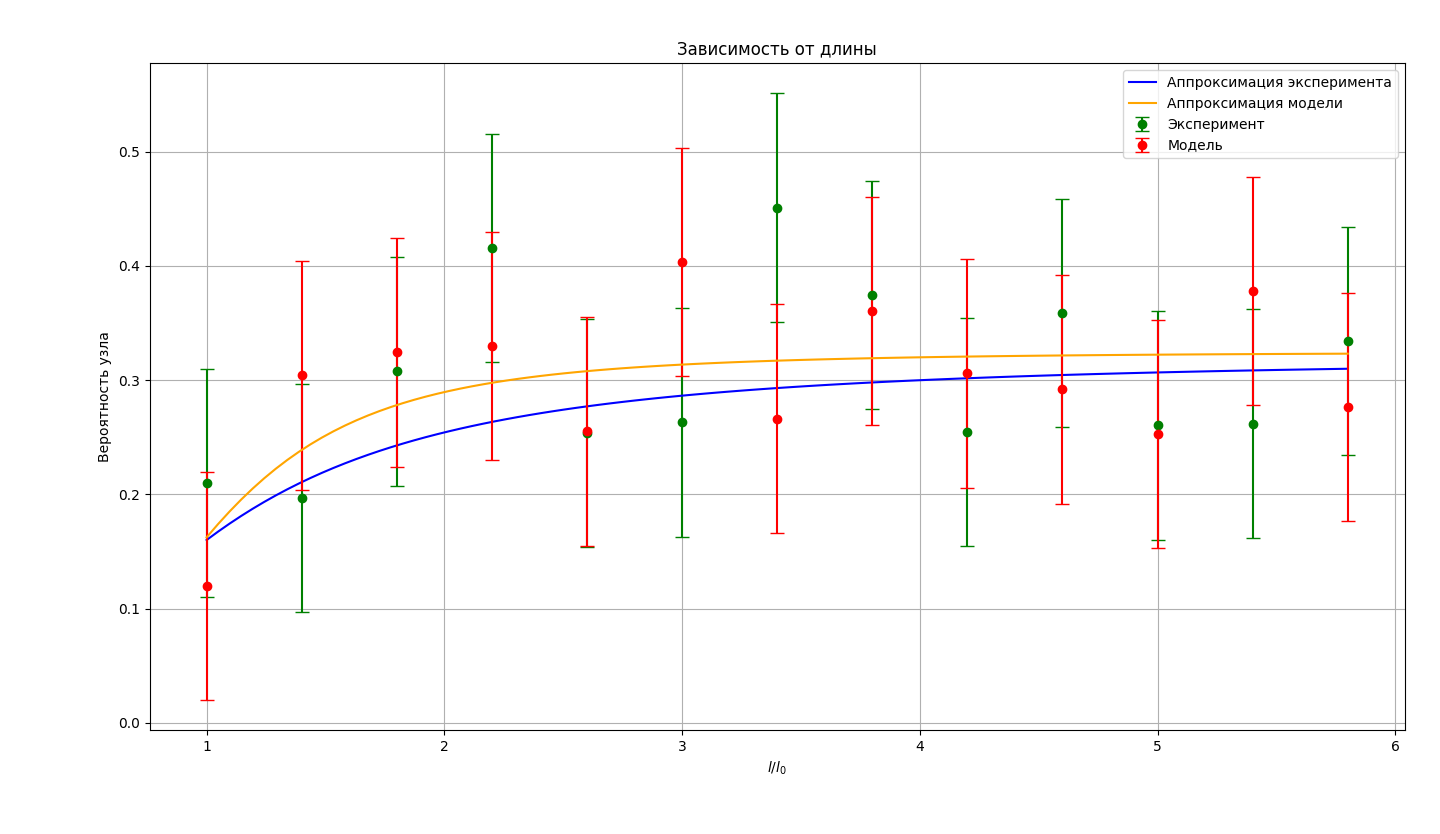 Зависимость от длины
Аппроксимация эксперимента
Аппроксимация модели
Эксперимент
Модель
Вероятность узла
0.5
0.4
0.3
0.2
0.1
0.0
1 2 3 4 5 6
l/l₀